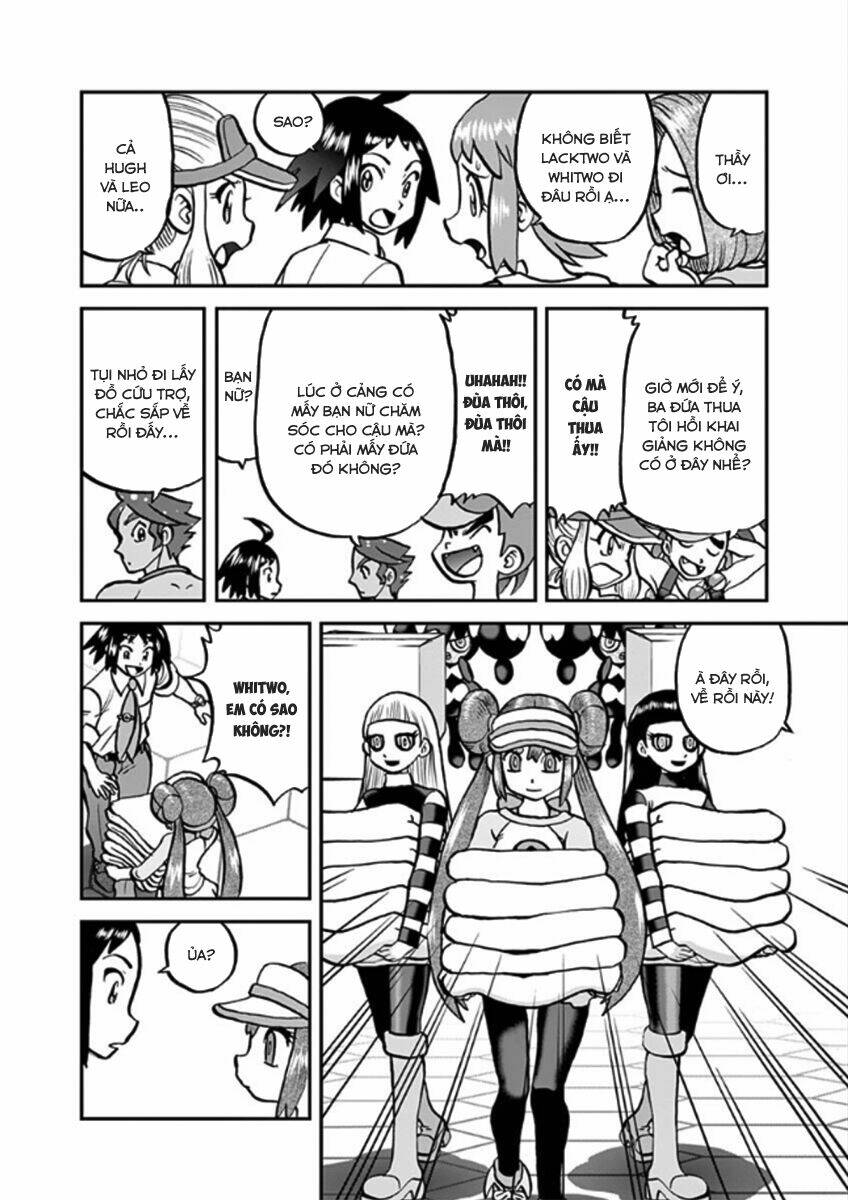 THẦY
ƠI...
KHÔNG BIẾT
LACKTWO VÀ
WHITWO ĐI
ĐÂU RỒI Ạ...
SAO?
CẢ
HUGH
VÀ LEO
NỮA..
GIỜ MỚI ĐỂ Ý,
BA ĐỨA THUA
TÔI HỒI KHAI
GIẢNG KHÔNG
CÓ Ở ĐÂY NHỂ?
CÓ MÀ
CẬU
THUA
ẤY!!
UHAHAH!!
ĐÙA THÔI,
ĐÙA THÔI
MÀ!!
LÚC Ở CẢNG CÓ
MẤY BẠN NỮ CHĂM
SÓC CHO CẬU MÀ?
CÓ PHẢI MẤY ĐỨA
ĐÓ KHÔNG?
BẠN
NỮ?
TỤI NHỎ ĐI LẤY
ĐỒ CỨU TRỢ,
CHẮC SẮP VỀ
RỒI ĐẤY...
À ĐÂY RỒI,
VỀ RỒI NÀY!
WHITWO,
EM CÓ SAO
KHÔNG?!
ỦA?